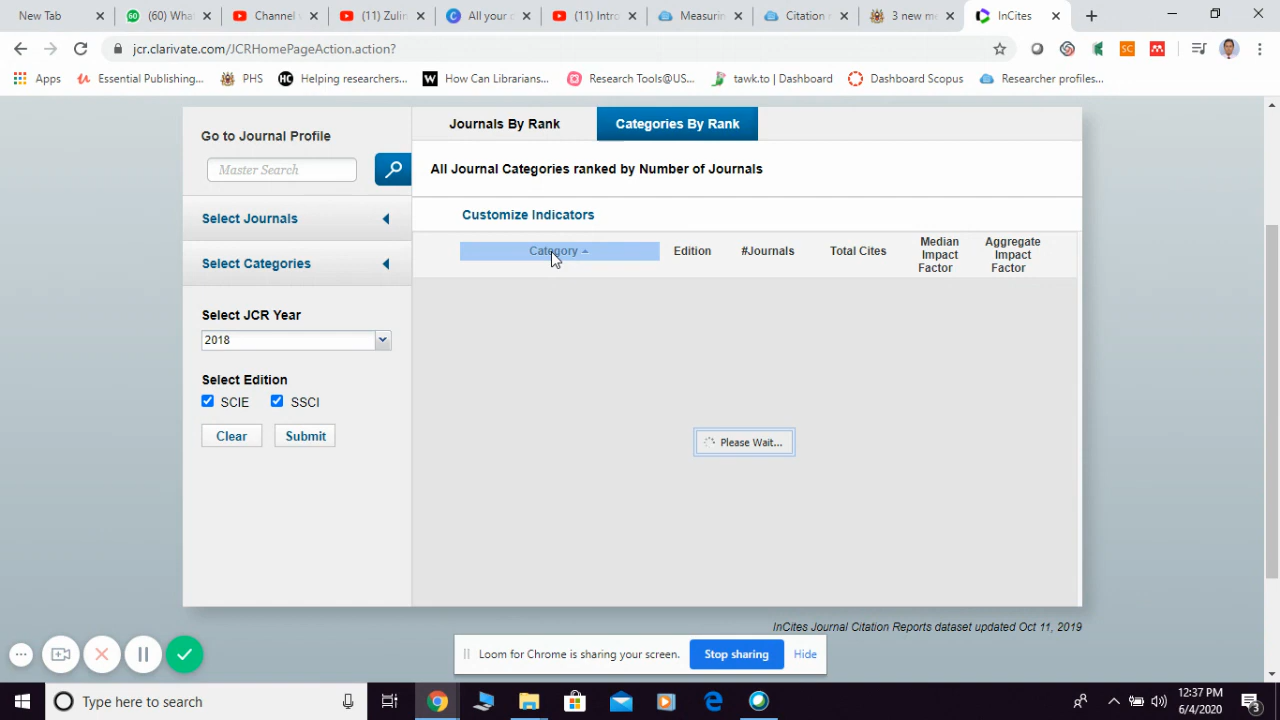 New Tab
60
(60) Wha
Channel v
(11) Zulin
C
All your c
(11) Intro
Measuring
Citation
3 new me
InCites
jcr.clarivate.com/JCRHomePageAction.action?
SC
Apps
Essential Publishing...
PHS
HC
Helping researchers...
W
How Can Librarians...
Research Tools@US...
tawk.to | Dashboard
Dashboard Scopus
Researcher profiles...
Go to Journal Profile
Master Search
Select Journals
Select Categories
Select JCR Year
2018
Select Edition
SCIE
SSCI
Clear
Submit
Journals By Rank
Categories By Rank
All Journal Categories ranked by Number of Journals
Customize Indicators
Category
Edition
#Journals
Total Cites
Median
Impact
Factor
Aggregate
Impact
Factor
Please Wait...
InCites Journal Citation Reports dataset updated Oct 11, 2019
Loom for Chrome is sharing your screen.
Stop sharing
Hide
Type here to search
12:37 PM
6/4/2020
3